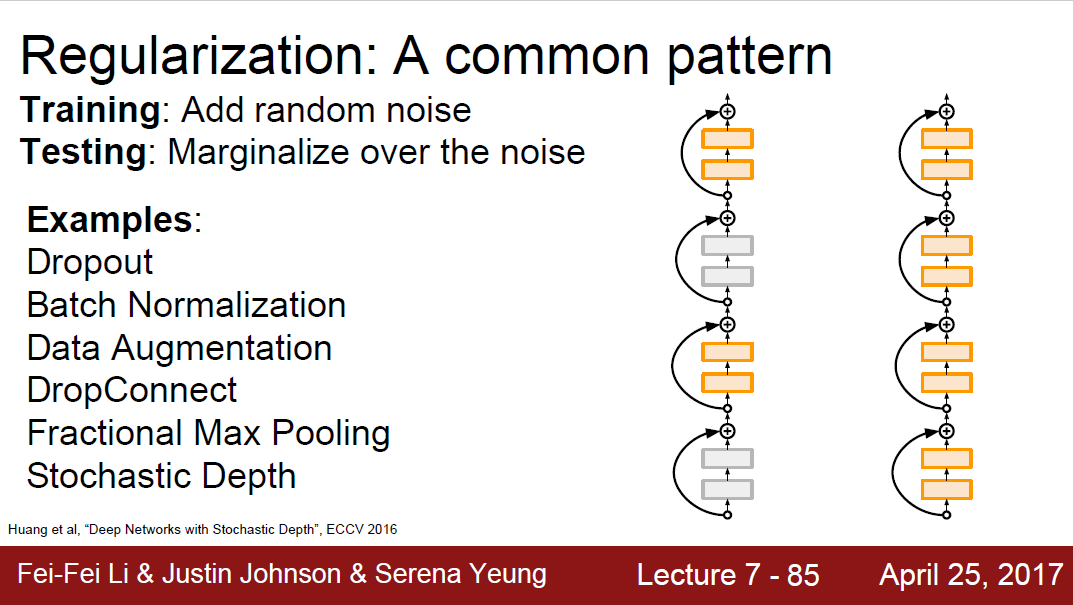 Regularization: A common pattern
Training: Add random noise
Testing: Marginalize over the noise
Examples:
Dropout
Batch Normalization
Data Augmentation
DropConnect
Fractional Max Pooling
Stochastic Depth
Huang et al, “Deep Networks with Stochastic Depth”, ECCV 2016
Fei-Fei Li & Justin Johnson & Serena Yeung Lecture 7 - 85 April 25, 2017